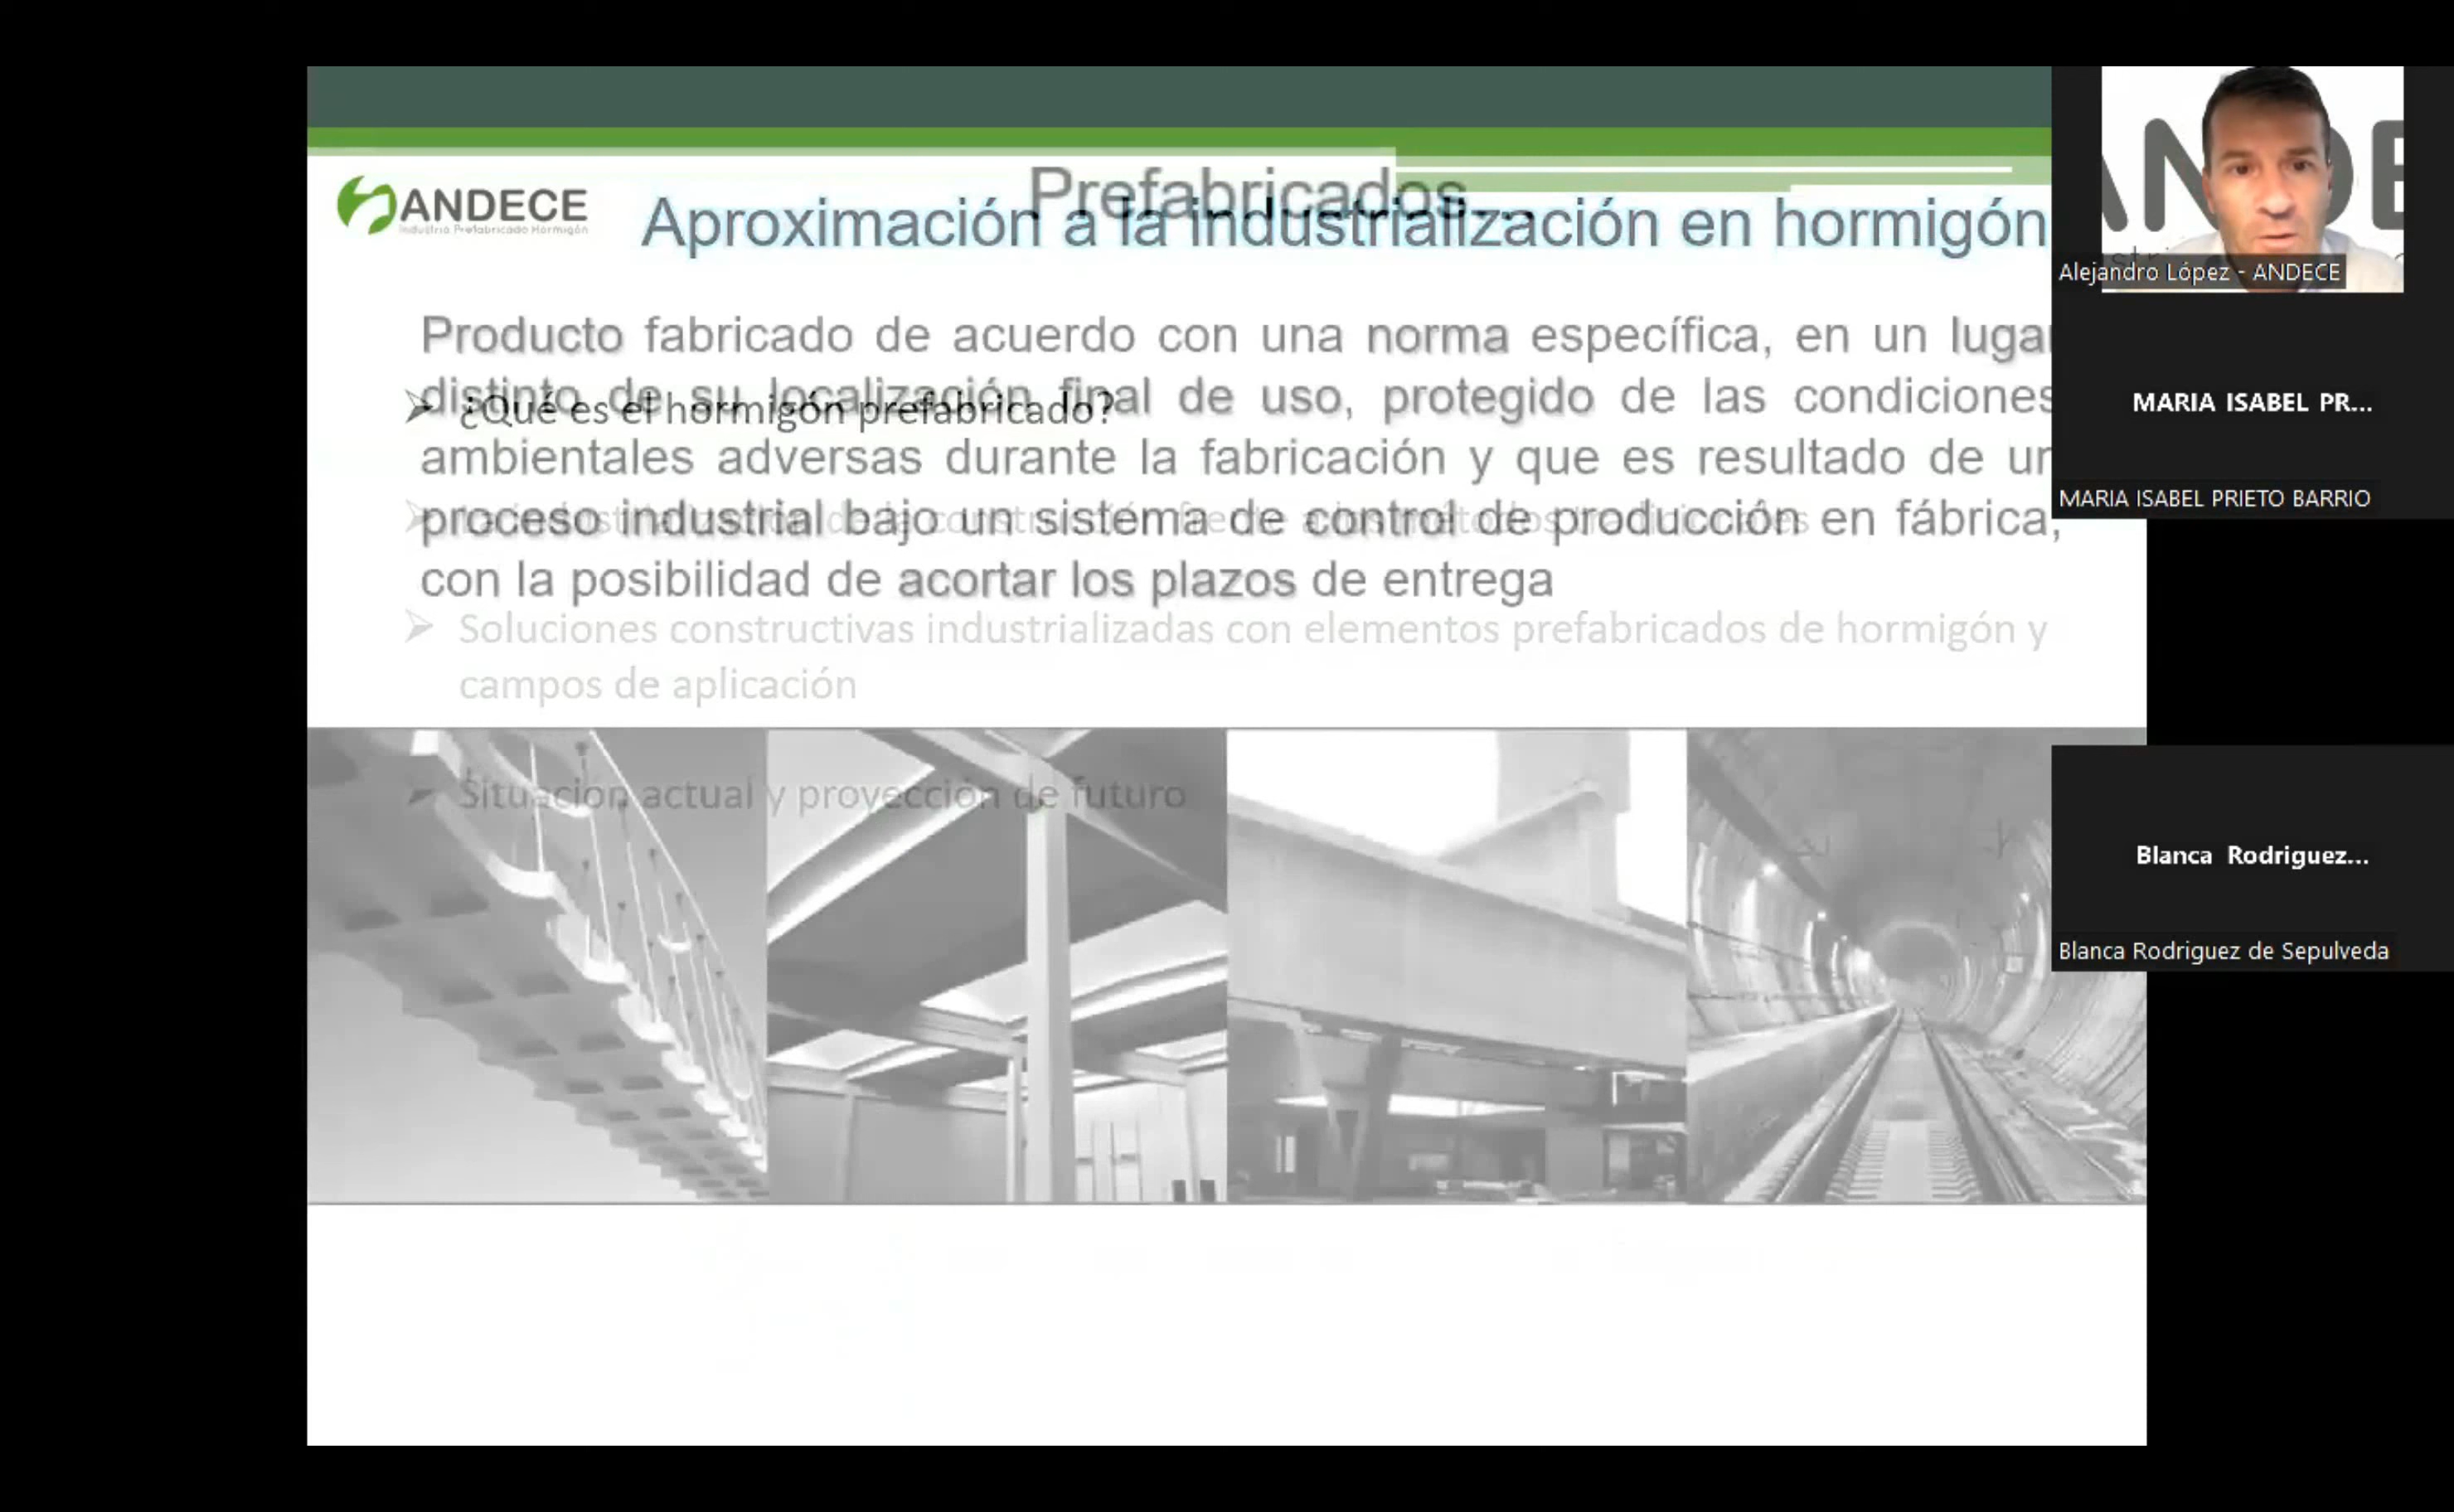 ANDECE
Industria Prefabricado Hormigón
Prefabricados...
Aproximación a la industrialización en hormigón
Producto fabricado de acuerdo con una norma específica, en un lugar
distinto de su localización final de uso, protegido de las condiciones
¿Qué es el hormigón prefabricado?
ambientales adversas durante la fabricación y que es resultado de un
proceso industrial bajo un sistema de control de producción en fábrica,
con la posibilidad de acortar los plazos de entrega
Soluciones constructivas industrializadas con elementos prefabricados de hormigón y
campos de aplicación
Situación actual y proyección de futuro
ANDE
Alejandro López - ANDECE
MARIA ISABEL PR...
MARIA ISABEL PRIETO BARRIO
Blanca Rodriguez...
Blanca Rodriguez de Sepulveda